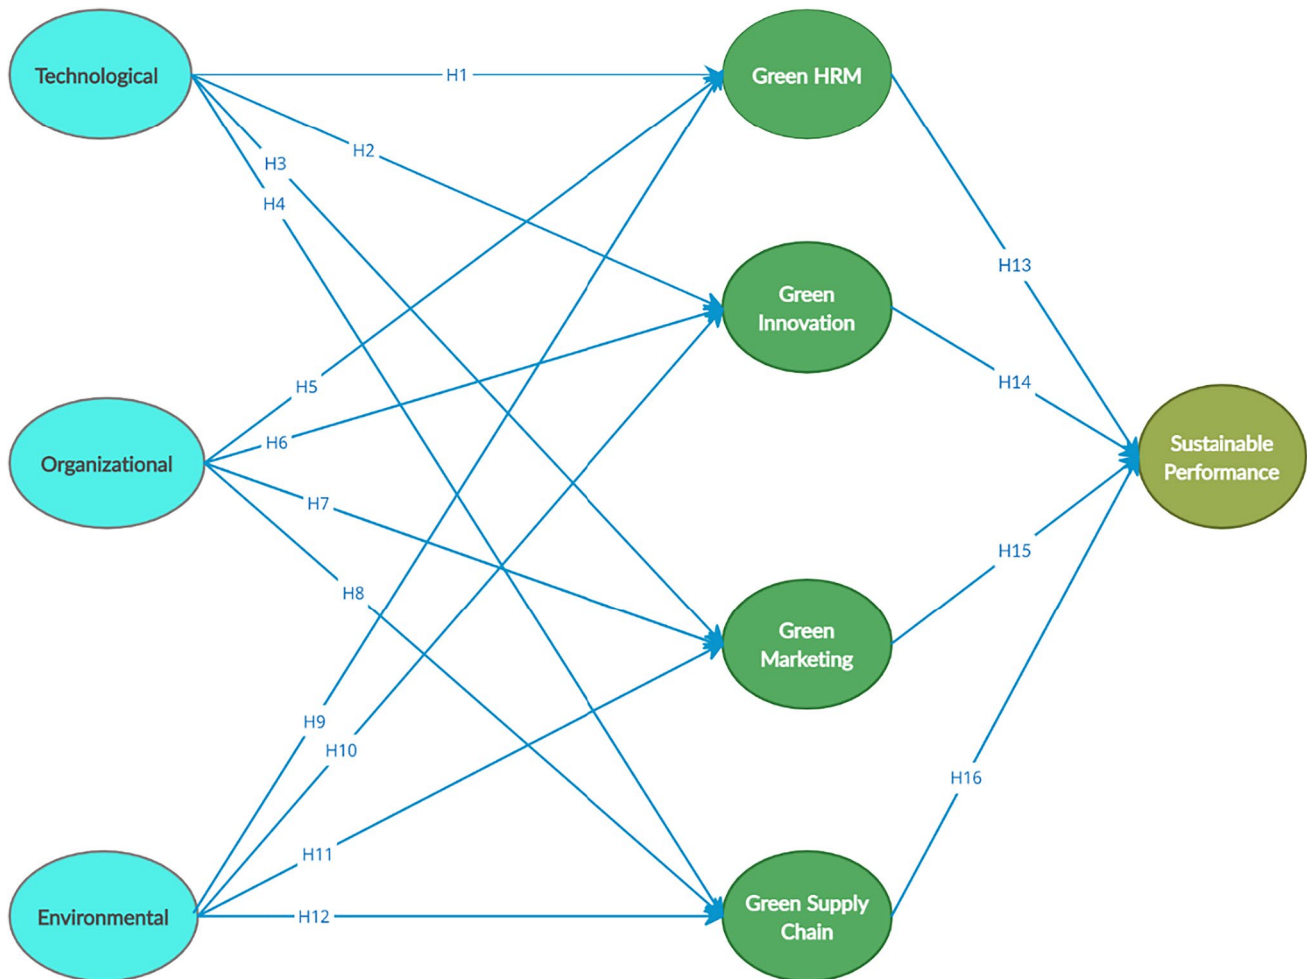 Technological
H1
Green HRM
H2
H3
H4
H13
Green
Innovation
H5
H14
H6
Organizational
Sustainable
Performance
H7
H15
H8
Green
Marketing
H9
H10
H16
H11
Environmental
H12
Green Supply
Chain